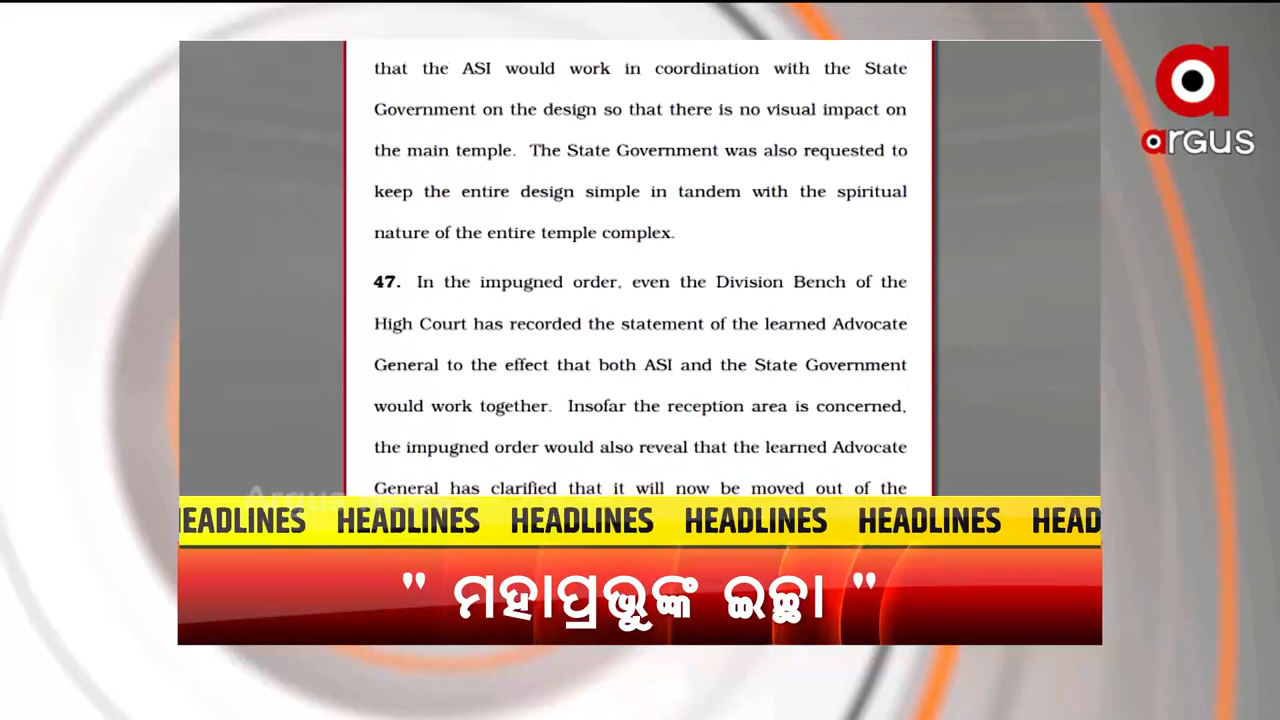 that the ASI would work in coordination with the State
Government on the design so that there is no visual impact on
the main temple. The State Government was also requested to
keep the entire design simple in tandem with the spiritual
nature of the entire temple complex.
47. In the impugned order, even the Division Bench of the
High Court has recorded the statement of the learned Advocate
General to the effect that both ASI and the State Government
would work together. Insofar the reception area is concerned,
the impugned order would also reveal that the learned Advocate
General has clarified that it will now be moved out of the
argus
EADLINES HEADLINES HEADLINES HEADLINES HEADLINES HEAD
" ମହାପ୍ରଭୁଙ୍କ ଇଚ୍ଛା "